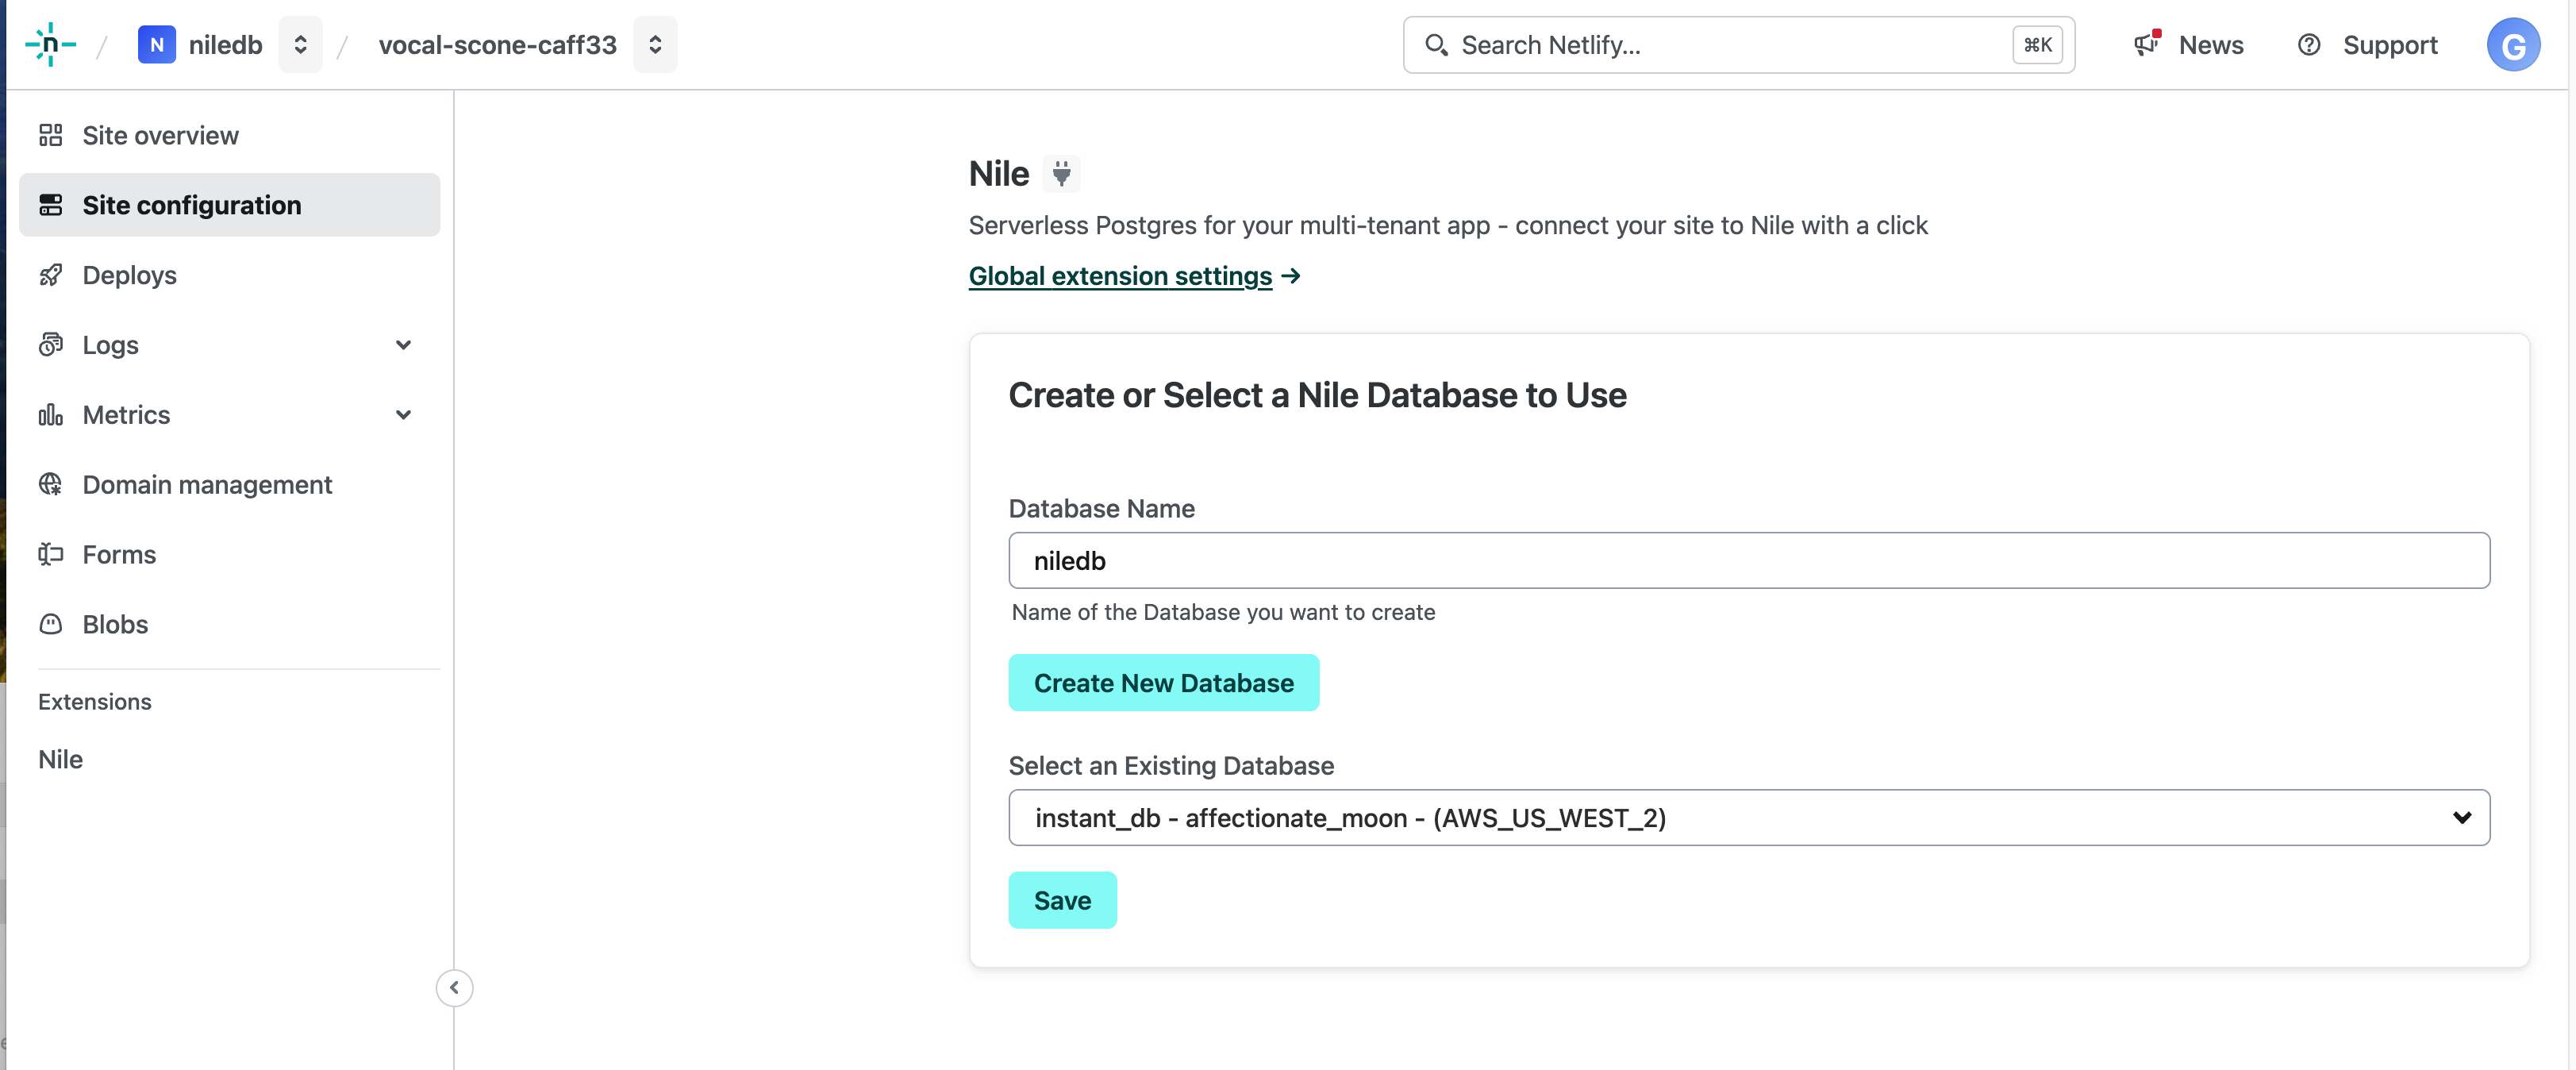 n / N niledb / vocal-scone-caff33
Search Netlify... ⌘K
News
Support
G
Site overview
Site configuration
Deploys
Logs
Metrics
Domain management
Forms
Blobs
Extensions
Nile
Nile
Serverless Postgres for your multi-tenant app - connect your site to Nile with a click
Global extension settings →
Create or Select a Nile Database to Use
Database Name
niledb
Name of the Database you want to create
Create New Database
Select an Existing Database
instant_db - affectionate_moon - (AWS_US_WEST_2)
Save